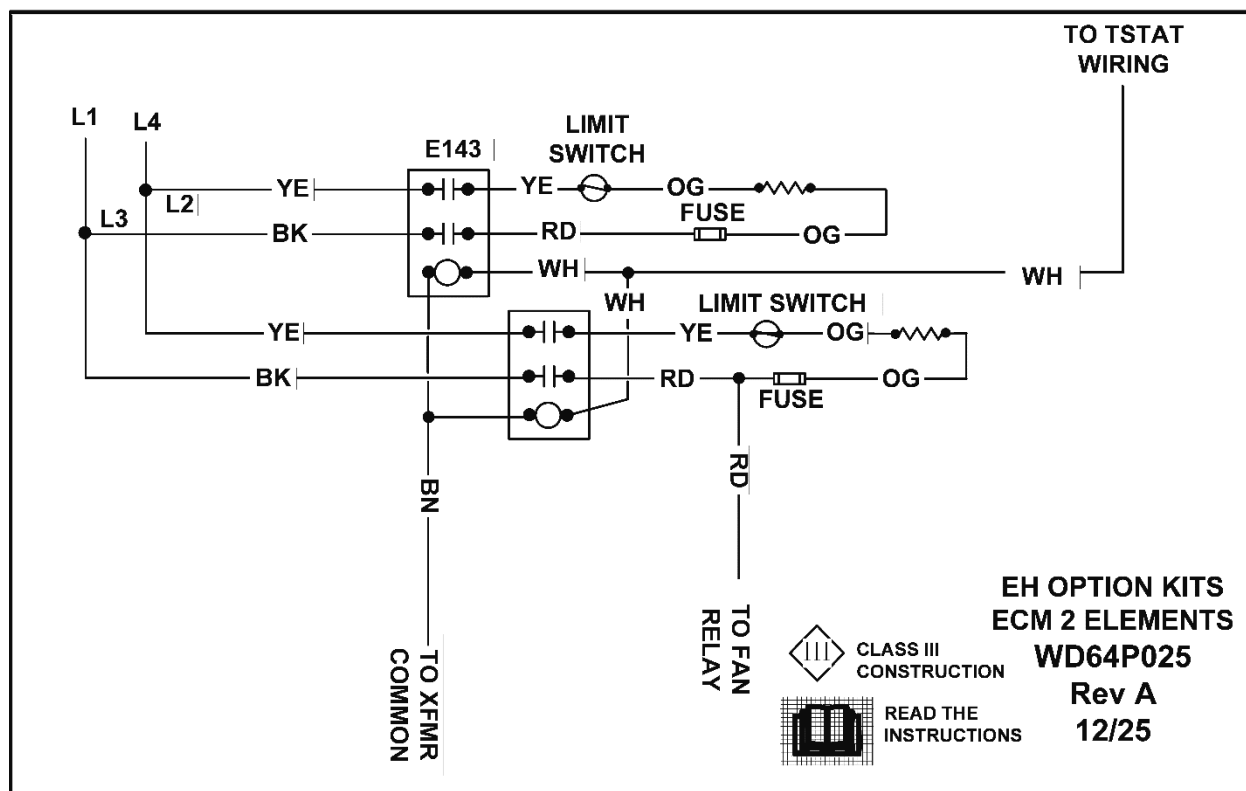 TO TSTAT
WIRING
L1
L4
E143
LIMIT
SWITCH
YE
YE
OG
L2
FUSE
L3
BK
RD
OG
WH
WH
WH
LIMIT SWITCH
YE
YE
OG
BK
RD
OG
FUSE
BN
RD
TO XFMR
COMMON
TO FAN
RELAY
EH OPTION KITS
ECM 2 ELEMENTS
WD64P025
Rev A
12/25
III
CLASS III
CONSTRUCTION
READ THE
INSTRUCTIONS